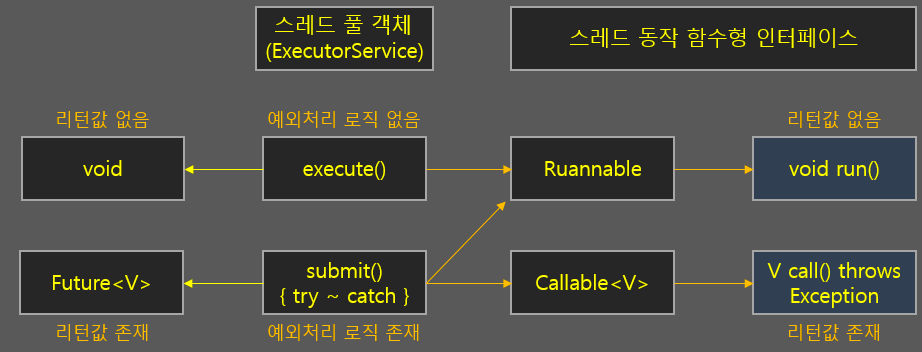 스레드 풀 객체
(ExecutorService)
스레드 동작 함수형 인터페이스
리턴값 없음
예외처리 로직 없음
리턴값 없음
void
execute()
Ruannable
void run()
Future<V>
submit()
{ try ~ catch }
Callable<V>
V call() throws
Exception
리턴값 존재
예외처리 로직 존재
리턴값 존재